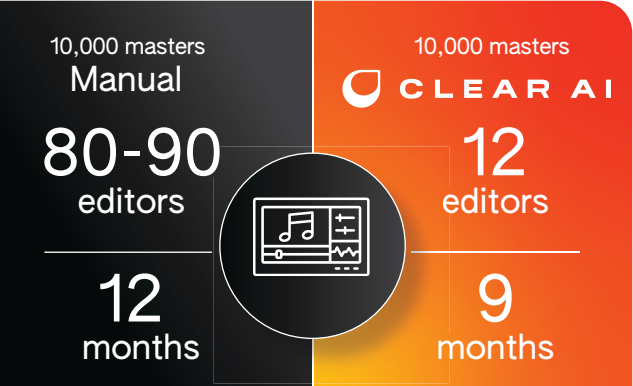 10,000 masters
Manual
80-90
editors
12
months
10,000 masters
CLEAR AI
12
editors
9
months